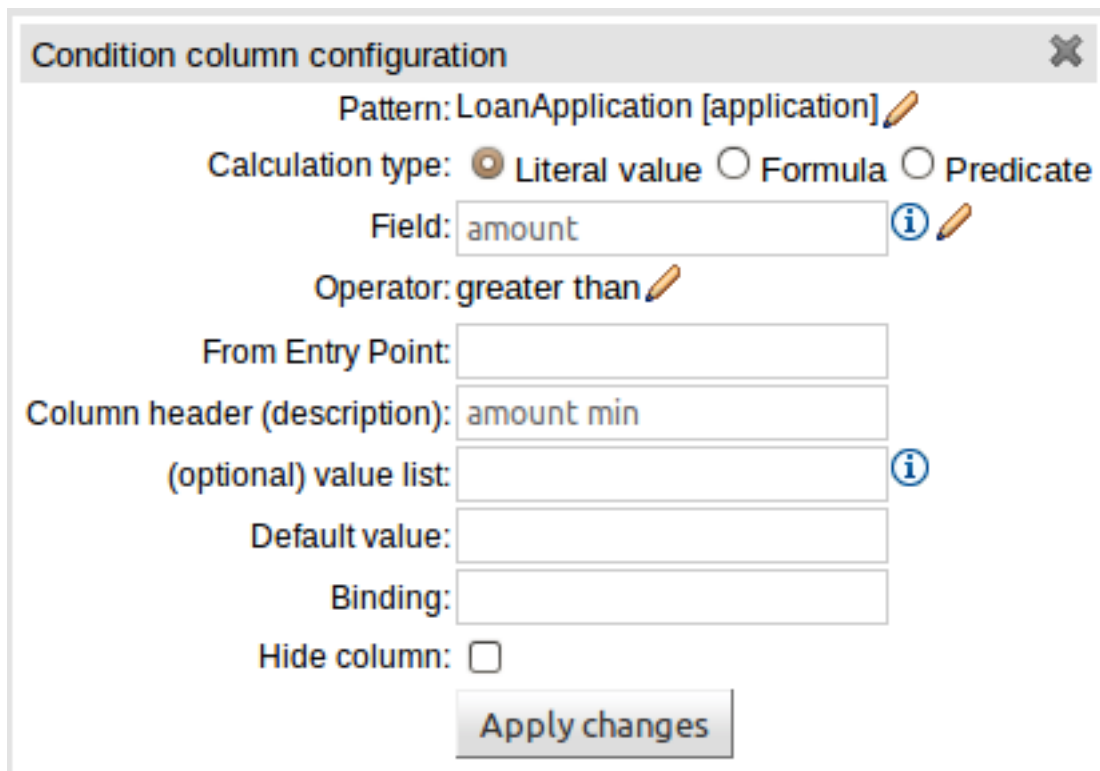 Condition column configuration
Pattern: LoanApplication [application]
Calculation type: Literal value Formula Predicate
Field: amount
Operator: greater than
From Entry Point:
Column header (description): amount min
(optional) value list:
Default value:
Binding:
Hide column:
Apply changes